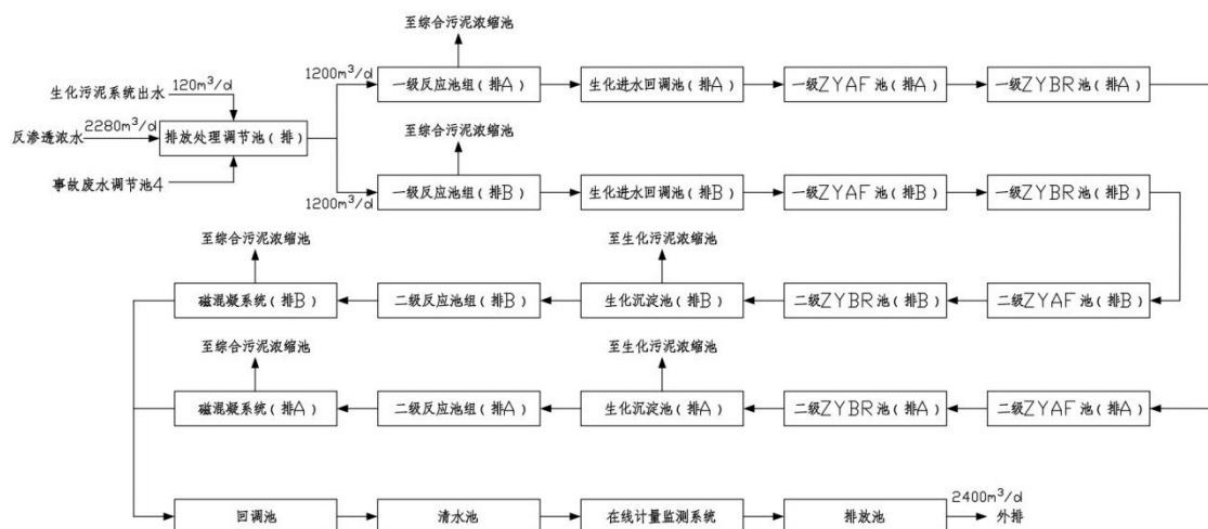 至综合污泥浓缩池
1200m³/d
一级反应池组(排A)
生化进水回调池(排A)
一级ZYAF池(排A)
一级ZYBR池(排A)
生化污泥系统出水
120m³/d
反渗透浓水
2280m³/d
排放处理调节池(排)
事故废水调节池4
至综合污泥浓缩池
1200m³/d
一级反应池组(排B)
生化进水回调池(排B)
一级ZYAF池(排B)
一级ZYBR池(排B)
至综合污泥浓缩池
至生化污泥浓缩池
磁混凝系统(排B)
二级反应池组(排B)
生化沉淀池(排B)
二级ZYBR池(排B)
二级ZYAF池(排B)
至综合污泥浓缩池
至生化污泥浓缩池
磁混凝系统(排A)
二级反应池组(排A)
生化沉淀池(排A)
二级ZYBR池(排A)
二级ZYAF池(排A)
回调池
清水池
在线计量监测系统
排放池
2400m³/d
外排